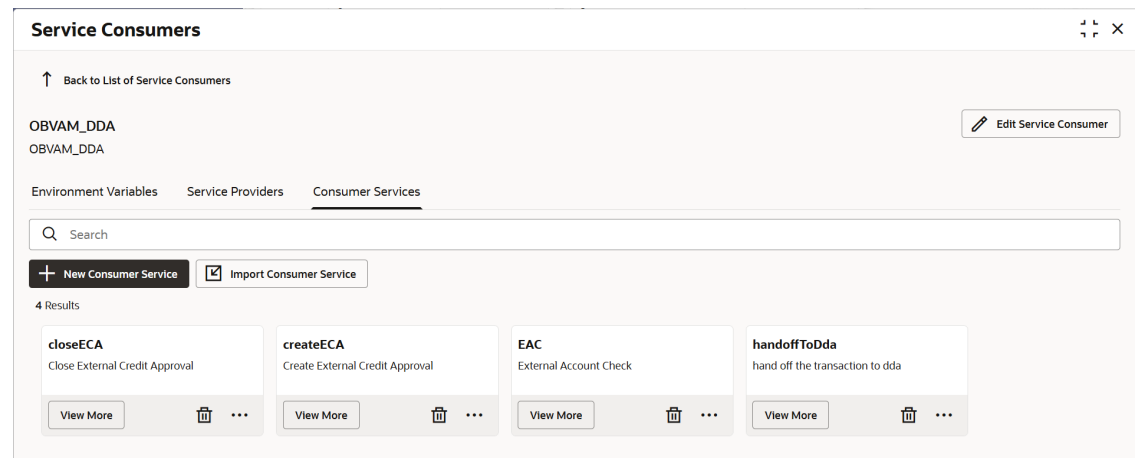 Service Consumers
Back to List of Service Consumers
OBVAM_DDA
Edit Service Consumer
OBVAM_DDA
Environment Variables Service Providers Consumer Services
Search
New Consumer Service Import Consumer Service
4 Results
closeECA createECA EAC handoffToDda
Close External Credit Approval Create External Credit Approval External Account Check hand off the transaction to dda
View More View More View More View More